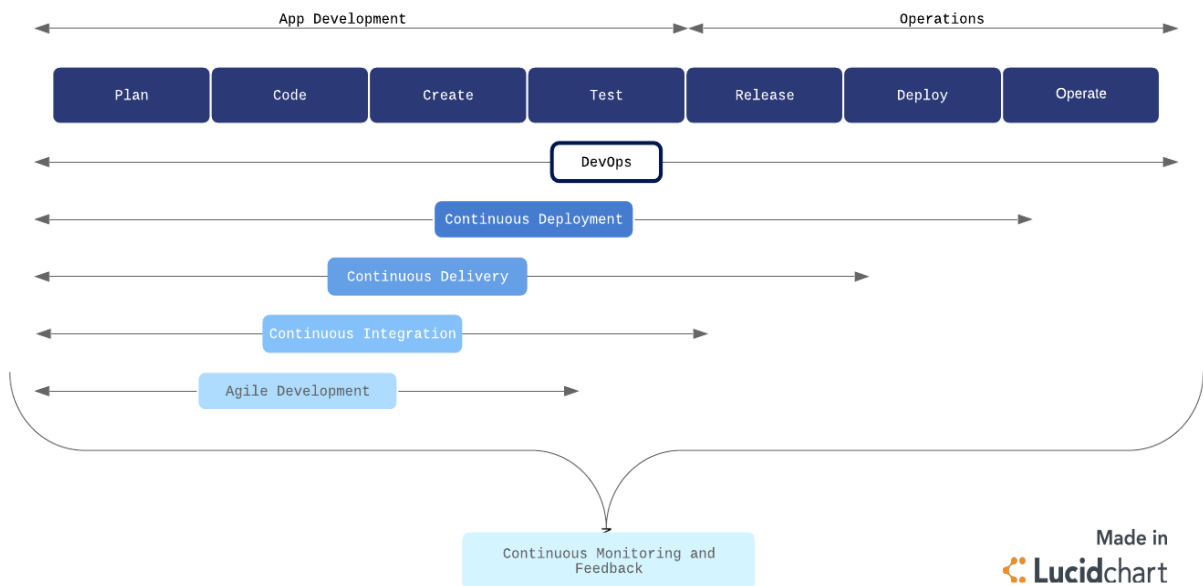 App Development
Operations
Plan
Code
Create
Test
Release
Deploy
Operate
DevOps
Continuous Deployment
Continuous Delivery
Continuous Integration
Agile Development
Continuous Monitoring and
Feedback
Made in
Lucidchart